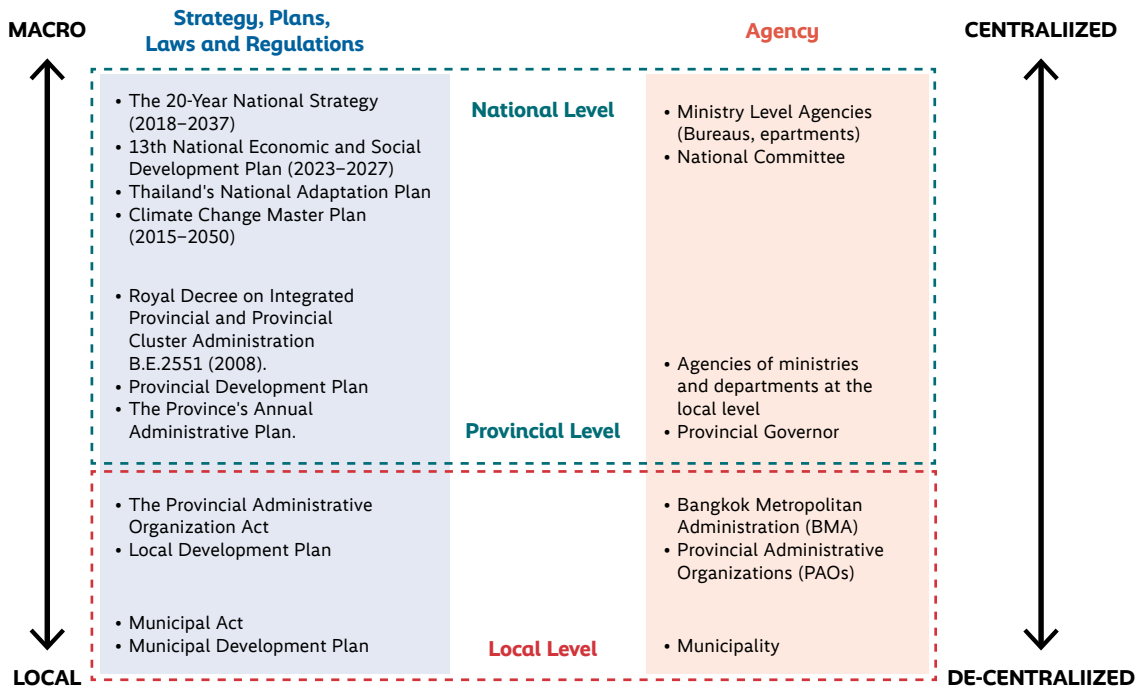 MACRO
Strategy, Plans,
Laws and Regulations
Agency
CENTRALIIZED
• The 20-Year National Strategy
(2018–2037)
• 13th National Economic and Social
Development Plan (2023–2027)
• Thailand's National Adaptation Plan
• Climate Change Master Plan
(2015–2050)
National Level
• Ministry Level Agencies
(Bureaus, epartments)
• National Committee
• Royal Decree on Integrated
Provincial and Provincial
Cluster Administration
B.E.2551 (2008).
• Provincial Development Plan
• The Province's Annual
Administrative Plan.
Provincial Level
• Agencies of ministries
and departments at the
local level
• Provincial Governor
• The Provincial Administrative
Organization Act
• Local Development Plan
• Bangkok Metropolitan
Administration (BMA)
• Provincial Administrative
Organizations (PAOs)
• Municipal Act
• Municipal Development Plan
Local Level
• Municipality
LOCAL
DE-CENTRALIIZED